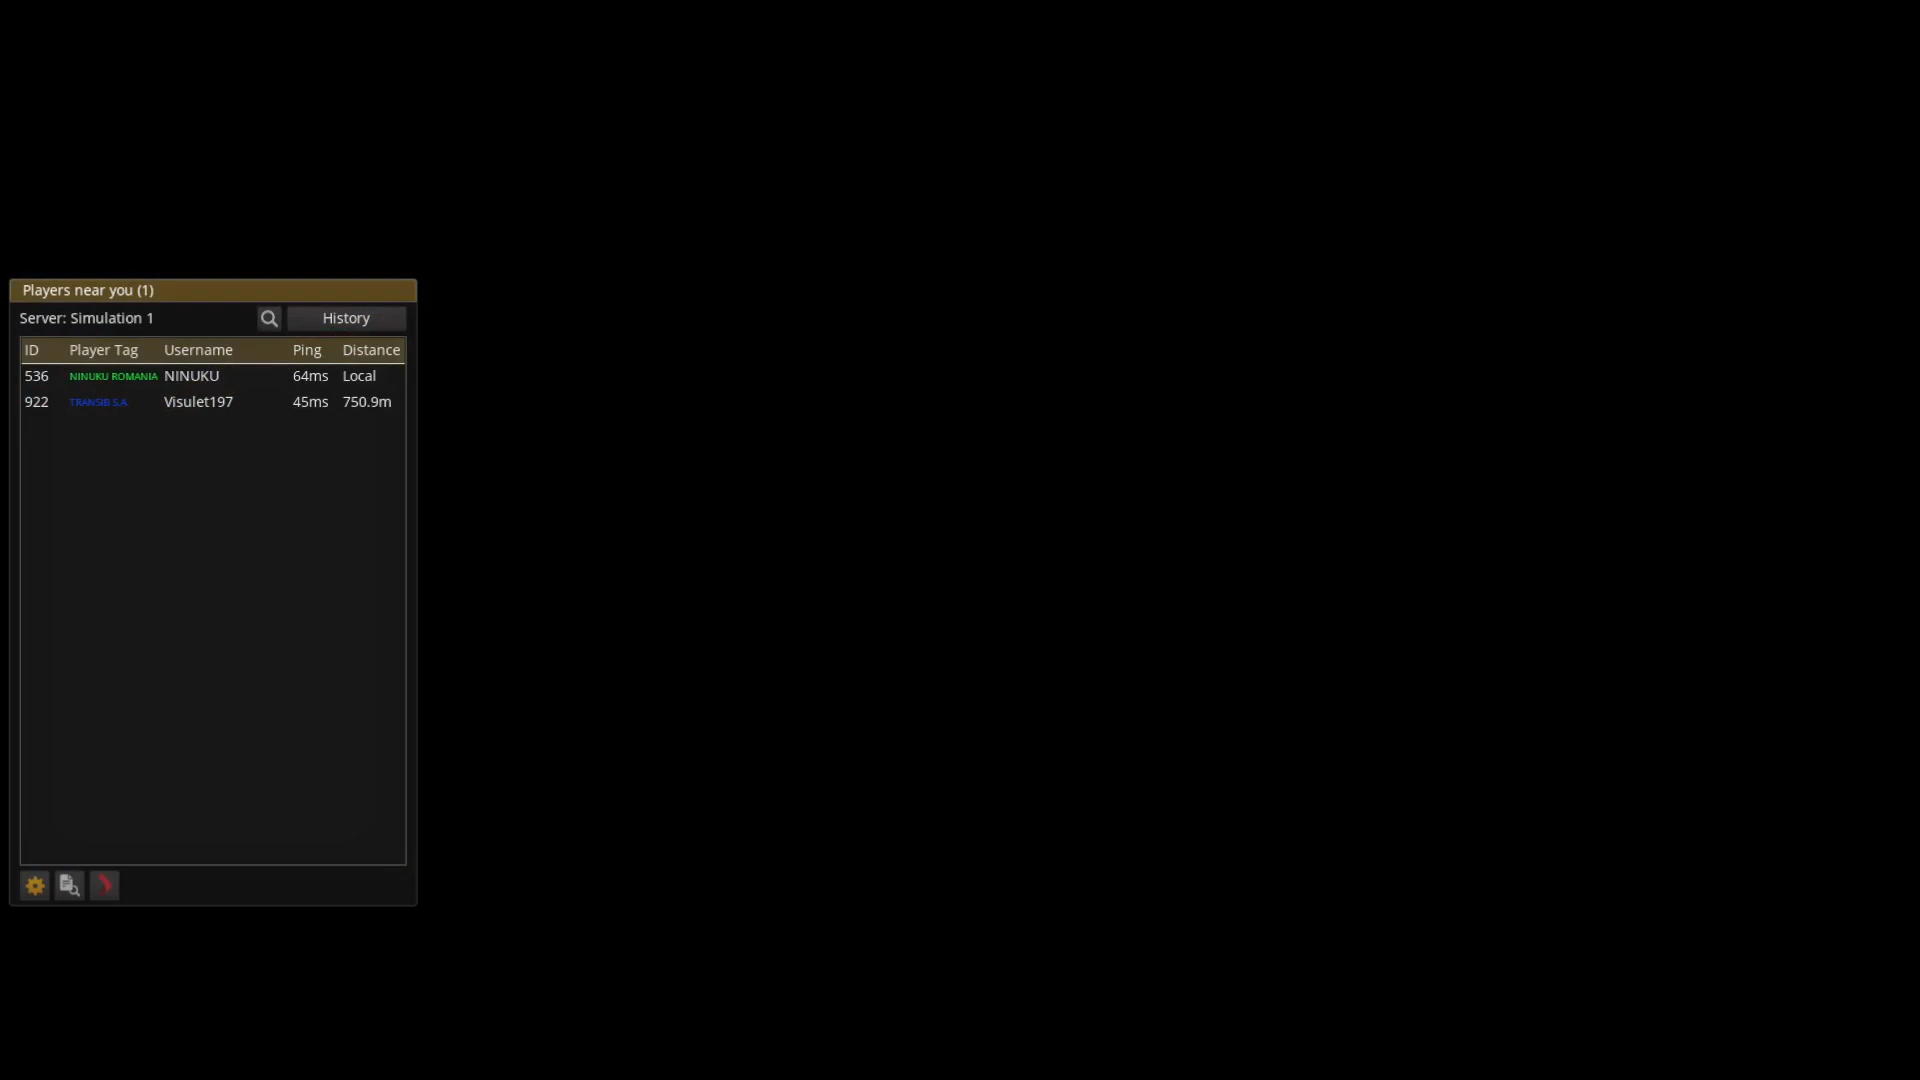 Players near you (1)
Server: Simulation 1 History
ID Player Tag Username Ping Distance
536 NINUKU ROMANIA NINUKU 64ms Local
922 TRANSIB S.A. Visulet197 45ms 750.9m